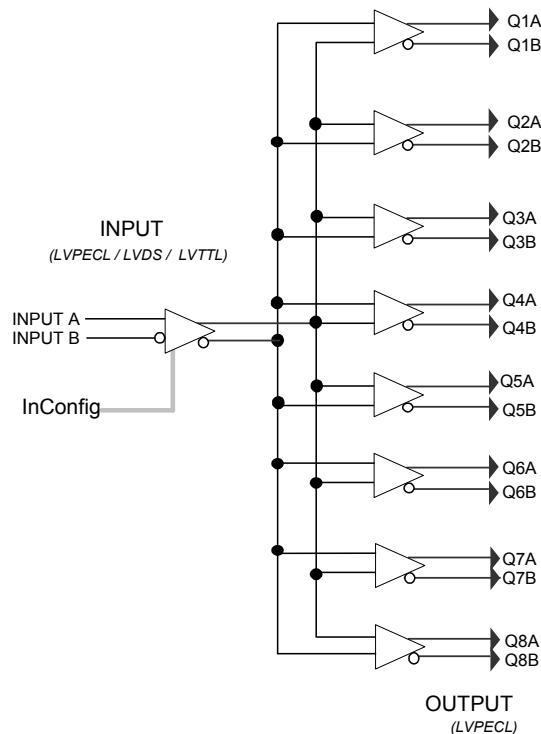 Q1A
Q1B
Q2A
Q2B
INPUT
(LVPECL / LVDS / LVTTL)
Q3A
Q3B
INPUT A
INPUT B
Q4A
Q4B
InConfig
Q5A
Q5B
Q6A
Q6B
Q7A
Q7B
Q8A
Q8B
OUTPUT
(LVPECL)